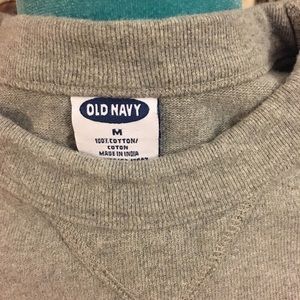 OLD NAVY
M
100% COTTON/
COTON
MADE IN INDIA